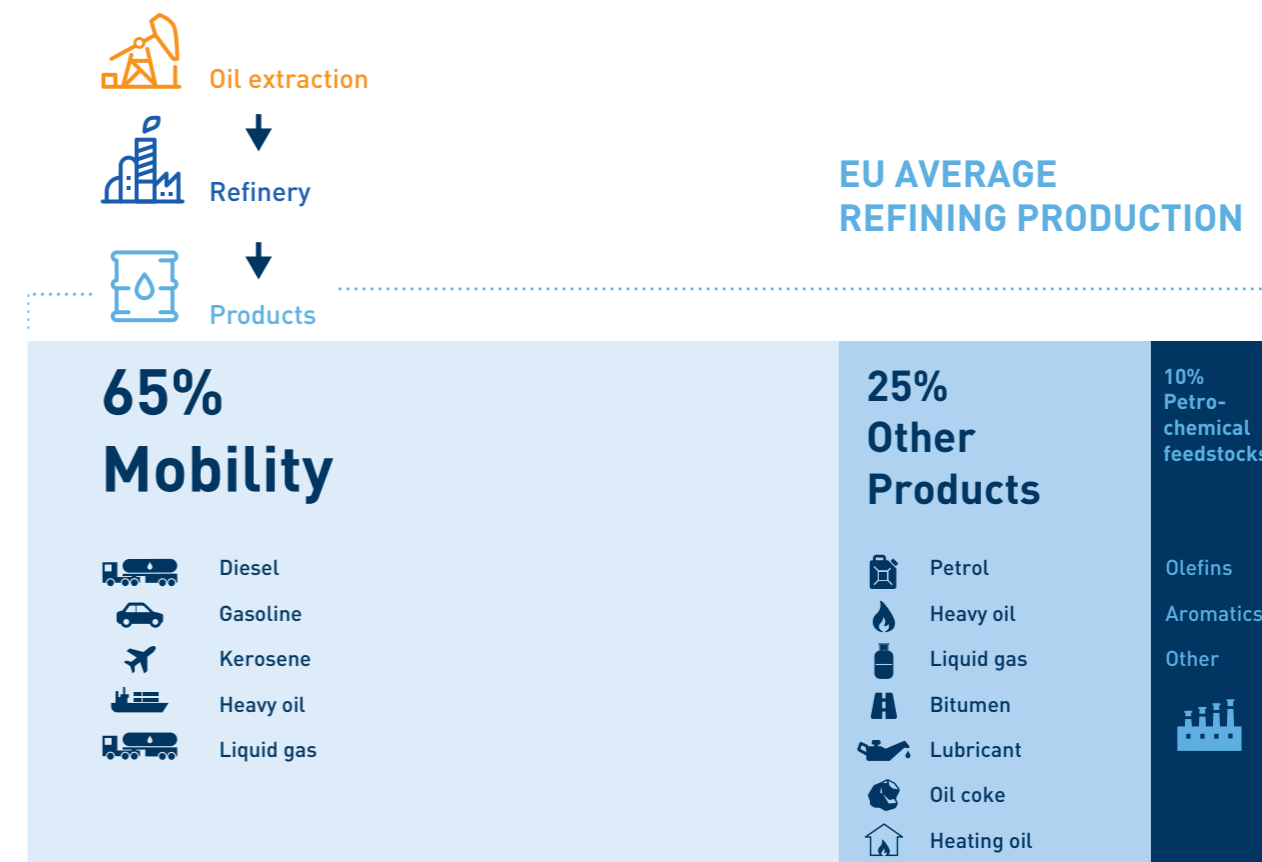 Oil extraction
Refinery
Products
EU AVERAGE
REFINING PRODUCTION
65%
Mobility
Diesel
Gasoline
Kerosene
Heavy oil
Liquid gas
25%
Other
Products
Petrol
Heavy oil
Liquid gas
Bitumen
Lubricant
Oil coke
Heating oil
10%
Petro-
chemical
feedstocks
Olefins
Aromatics
Other